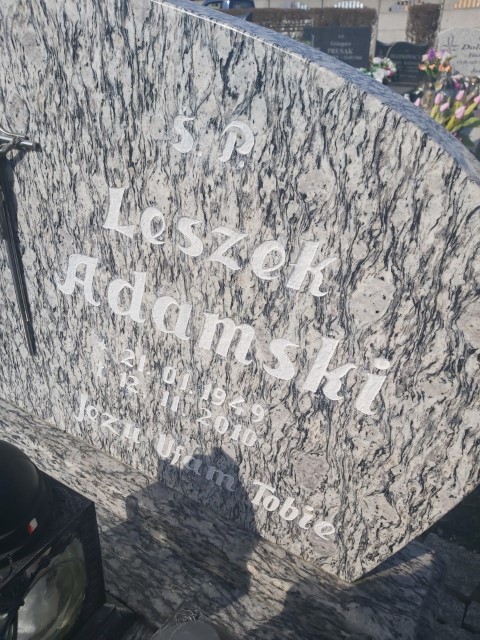 Ś. P.
Leszek
Adamski
* 21. 01. 1949
† 12. 11. 2010
Jezu Ufam Tobie